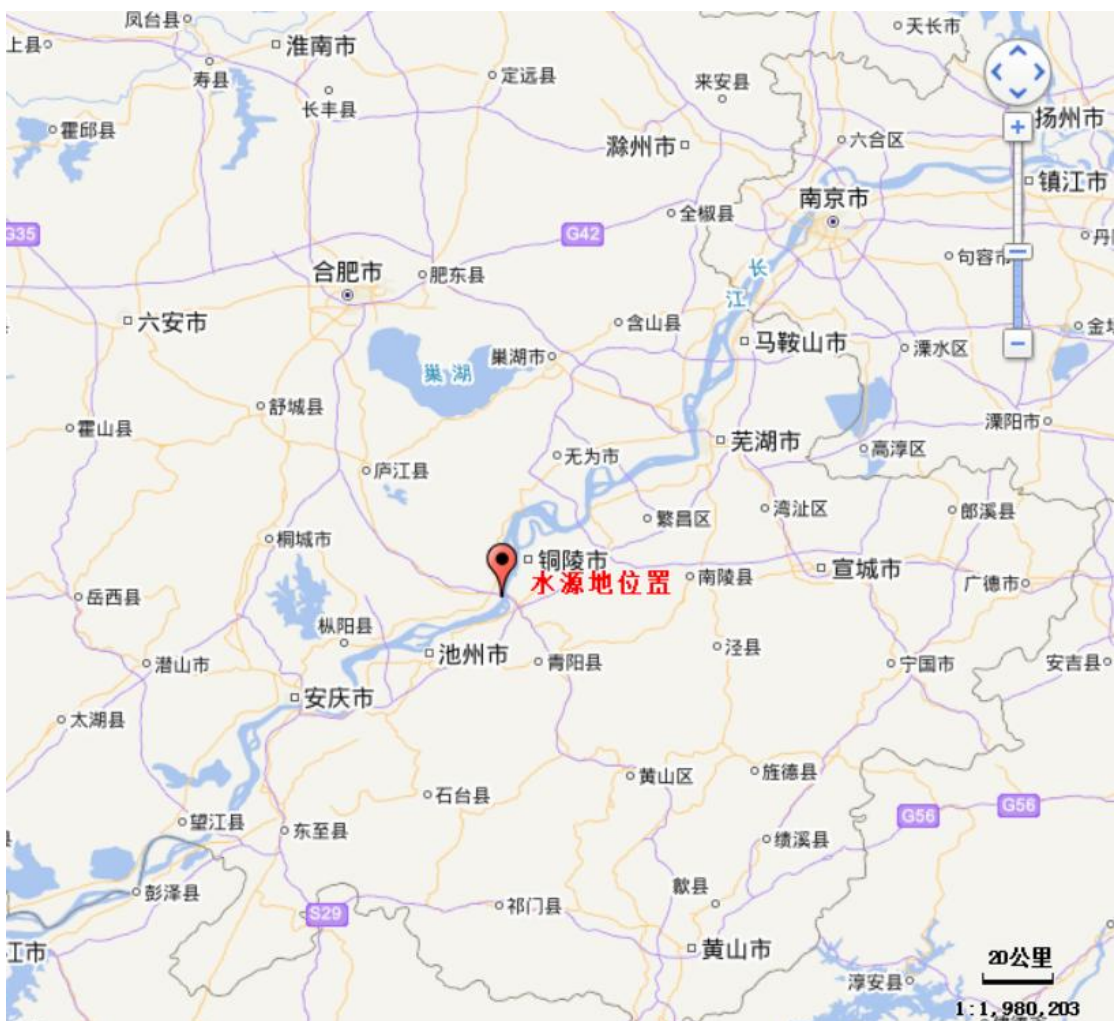 凤台县
天长市
上县
淮南市
定远县
寿县
来安县
长丰县
扬州市
霍邱县
六合区
滁州市
镇江市
南京市
全椒县
G35
G42
句容市
合肥市
肥东县
长
江
六安市
含山县
马鞍山市
溧水区
巢湖市
巢湖
舒城县
溧阳市
霍山县
芜湖市
高淳区
无为市
庐江县
湾沚区
郎溪县
繁昌区
桐城市
铜陵市
宣城市
水源地位置
南陵县
广德市
岳西县
枞阳县
泾县
池州市
青阳县
宁国市
安吉县
潜山市
安庆市
太湖县
黄山区
旌德县
石台县
G56
G56
望江县
东至县
绩溪县
歙县
彭泽县
祁门县
S29
江市
黄山市
20公里
淳安县
1:1,980,203